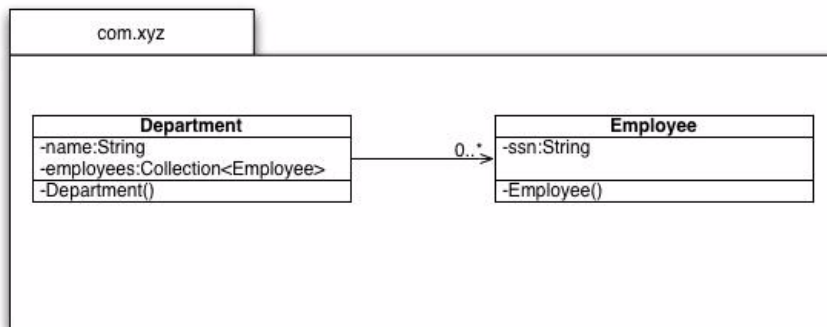 com.xyz
Department
-name:String
-employees:Collection<Employee>
-Department()
0..*
Employee
-ssn:String
-Employee()